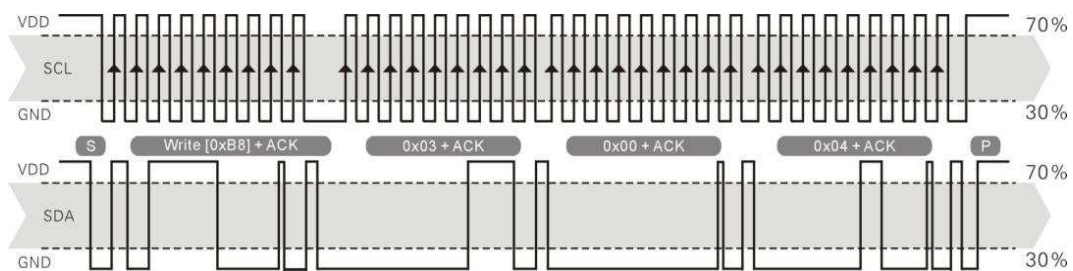 VDD 70%
SCL
GND 30%
S Write [0xB8] + ACK 0x03 + ACK 0x00 + ACK 0x04 + ACK P
VDD 70%
SDA
GND 30%